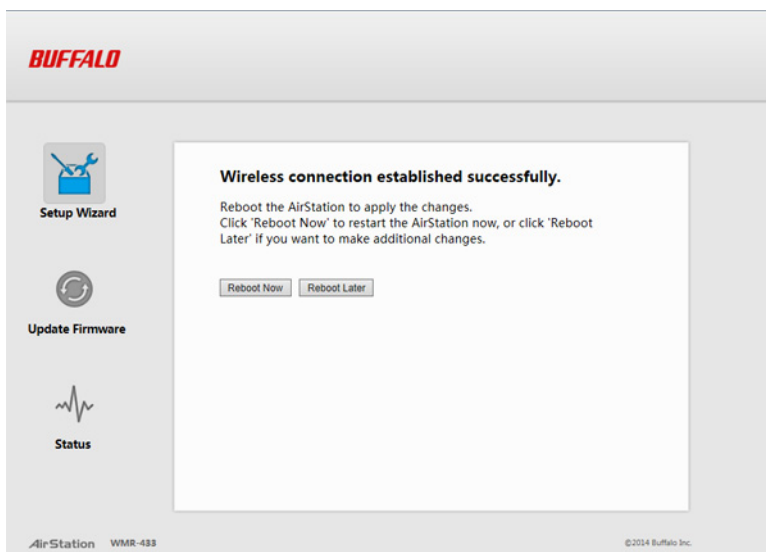 BUFFALO
Setup Wizard
Update Firmware
Status
Wireless connection established successfully.
Reboot the AirStation to apply the changes.
Click 'Reboot Now' to restart the AirStation now, or click 'Reboot
Later' if you want to make additional changes.
Reboot Now Reboot Later
AirStation WMR-433
©2014 Buffalo Inc.